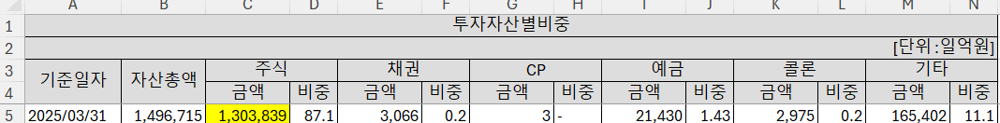 A B C D E F G H I J K L M N
1 투자자산별비중
2 [단위:일억원]
3 기준일자 자산총액 주식 채권 CP 예금 콜론 기타
4 금액 비중 금액 비중 금액 비중 금액 비중 금액 비중 금액 비중
5 2025/03/31 1,496,715 1,303,839 87.1 3,066 0.2 3 - 21,430 1.43 2,975 0.2 165,402 11.1